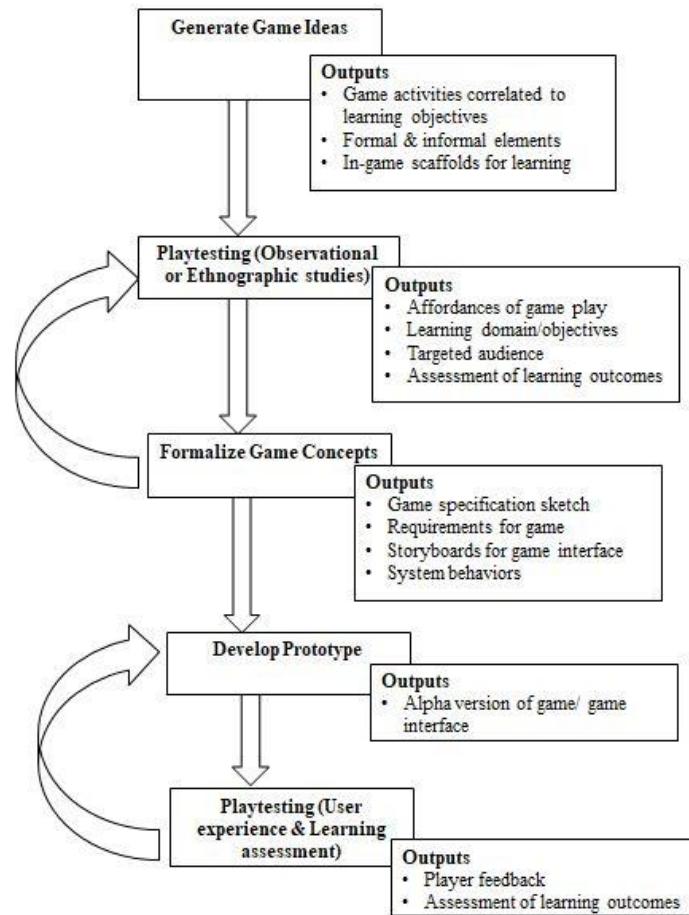 Generate Game Ideas
Outputs
• Game activities correlated to
learning objectives
• Formal & informal elements
• In-game scaffolds for learning
Playtesting (Observational
or Ethnographic studies)
Outputs
• Affordances of game play
• Learning domain/objectives
• Targeted audience
• Assessment of learning outcomes
Formalize Game Concepts
Outputs
• Game specification sketch
• Requirements for game
• Storyboards for game interface
• System behaviors
Develop Prototype
Outputs
• Alpha version of game/ game
interface
Playtesting (User
experience & Learning
assessment)
Outputs
• Player feedback
• Assessment of learning outcomes